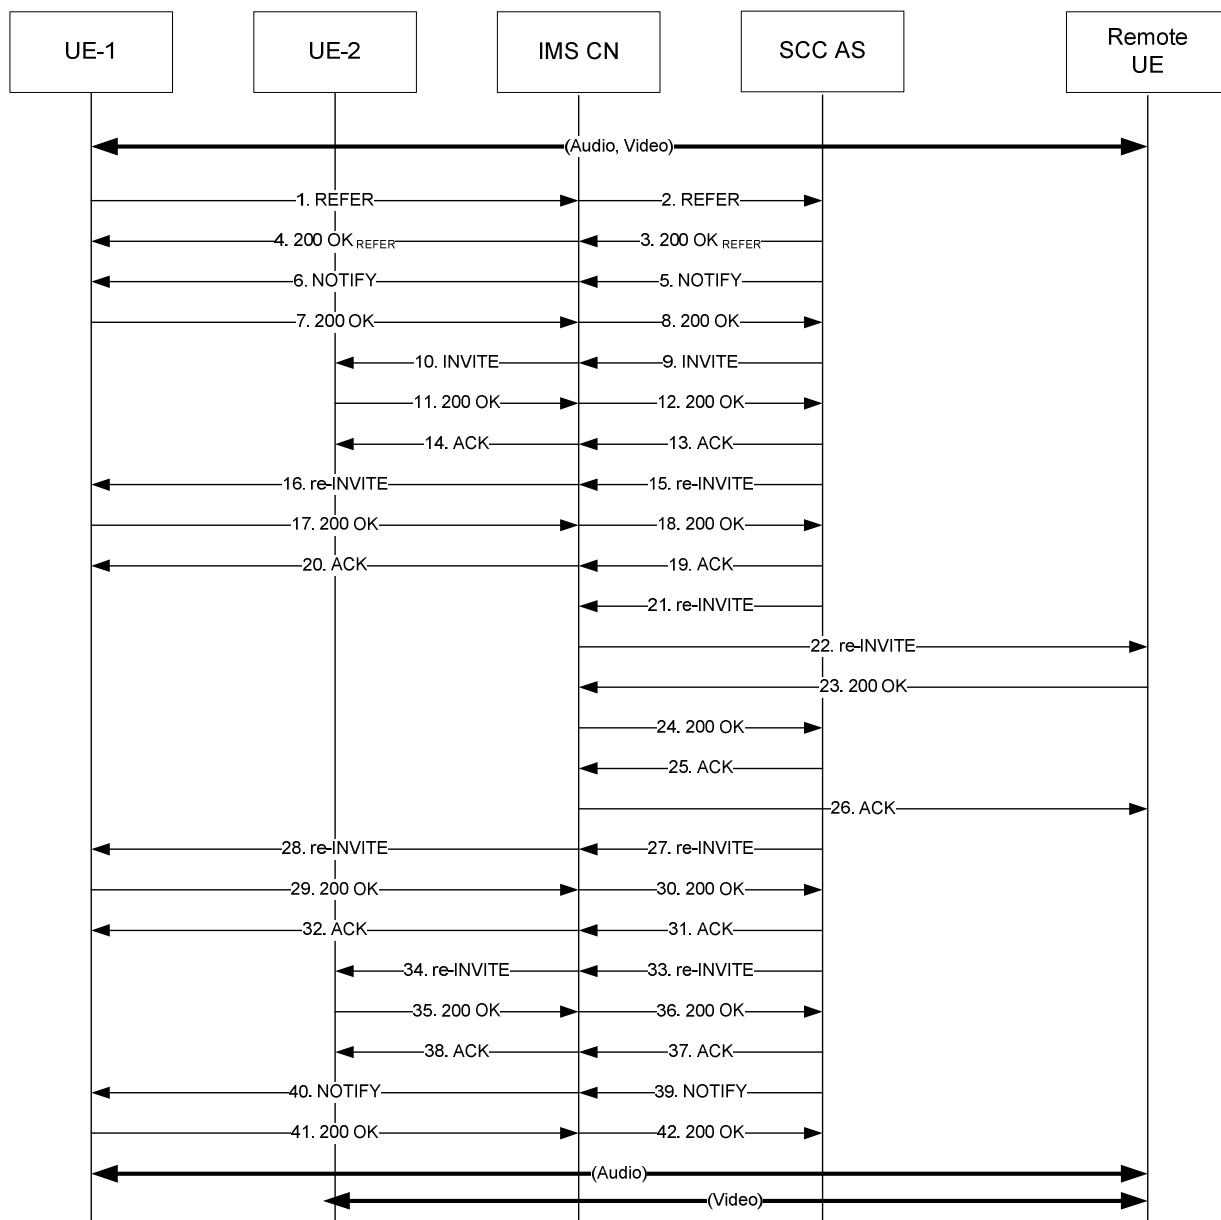 UE-1
UE-2
IMS CN
SCC AS
Remote
UE
(Audio, Video)
1. REFER
2. REFER
4. 200 OK REFER
3. 200 OK REFER
6. NOTIFY
5. NOTIFY
7. 200 OK
8. 200 OK
10. INVITE
9. INVITE
11. 200 OK
12. 200 OK
14. ACK
13. ACK
16. re-INVITE
15. re-INVITE
17. 200 OK
18. 200 OK
20. ACK
19. ACK
21. re-INVITE
22. re-INVITE
23. 200 OK
24. 200 OK
25. ACK
26. ACK
28. re-INVITE
27. re-INVITE
29. 200 OK
30. 200 OK
32. ACK
31. ACK
34. re-INVITE
33. re-INVITE
35. 200 OK
36. 200 OK
38. ACK
37. ACK
40. NOTIFY
39. NOTIFY
41. 200 OK
42. 200 OK
(Audio)
(Video)